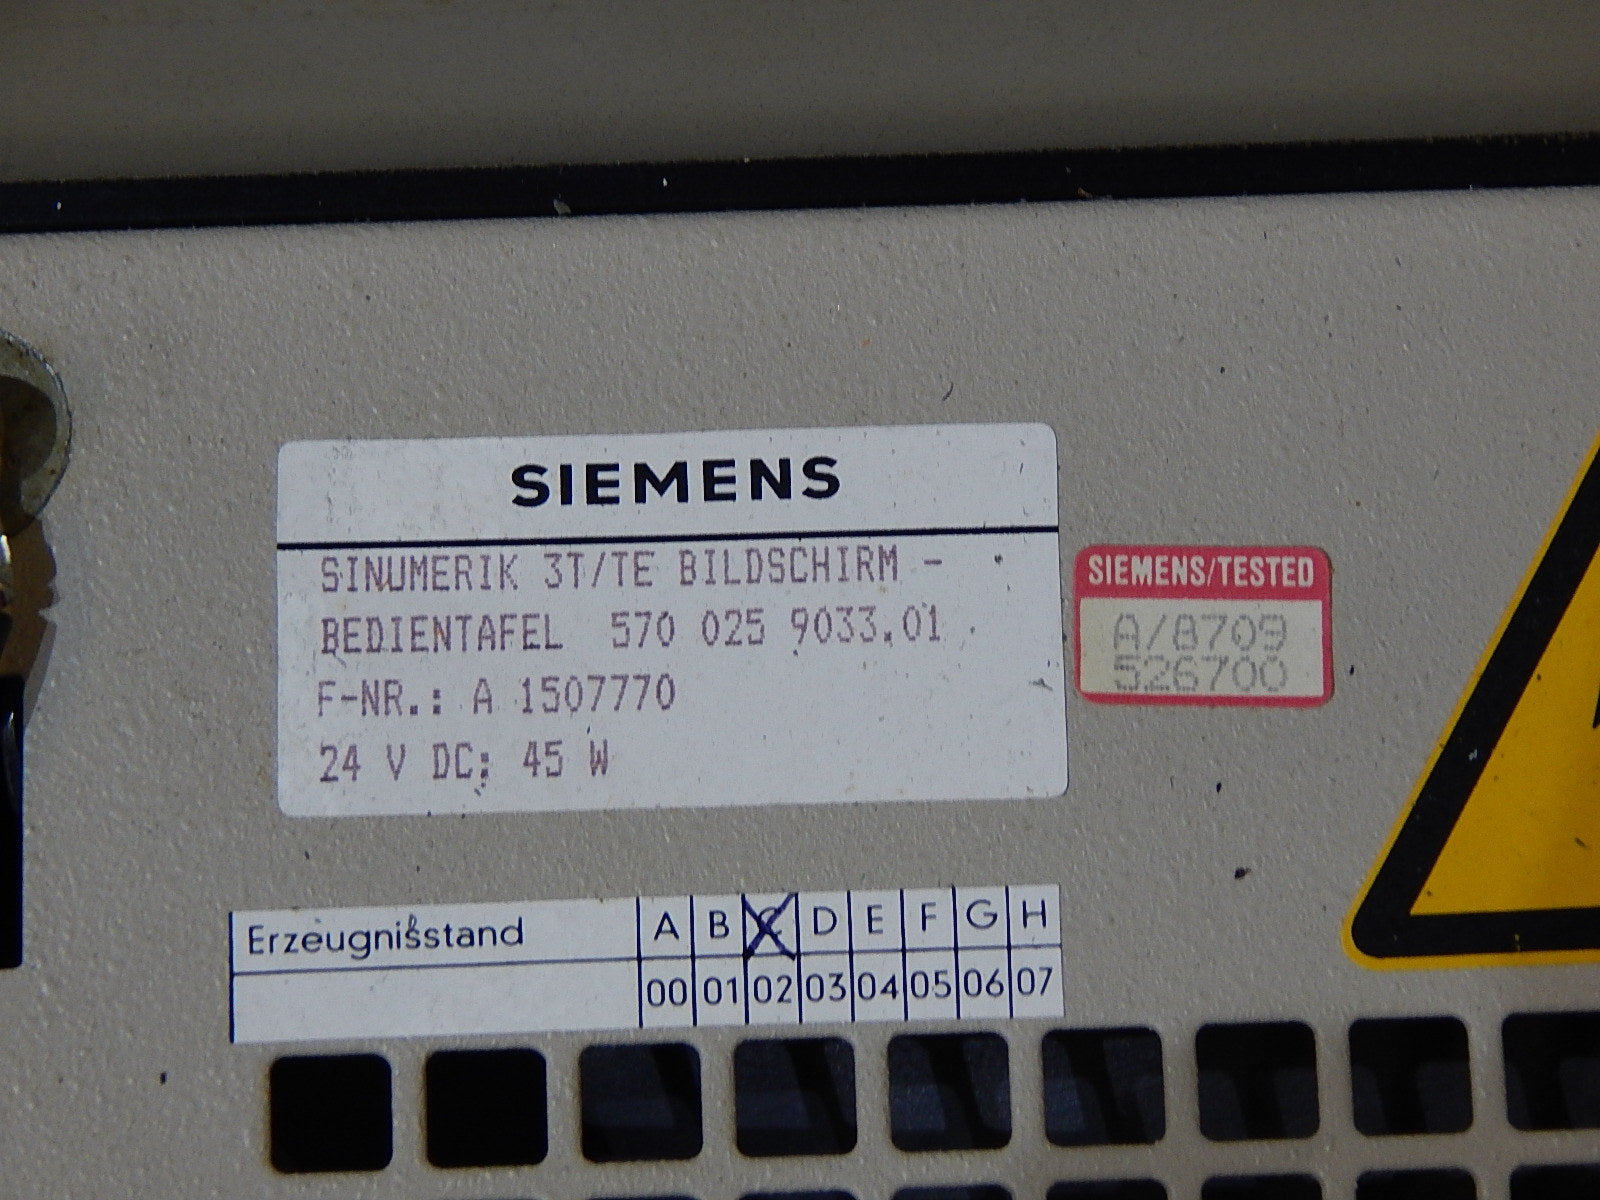 SIEMENS
SINUMERIK 3T/TE BILDSCHIRM -
BEDIENTAFEL 570 025 9033.01
F-NR.: A 1507770
24 V DC; 45 W
SIEMENS/TESTED
A/8709
526700
Erzeugnisstand A B C D E F G H
00 01 02 03 04 05 06 07